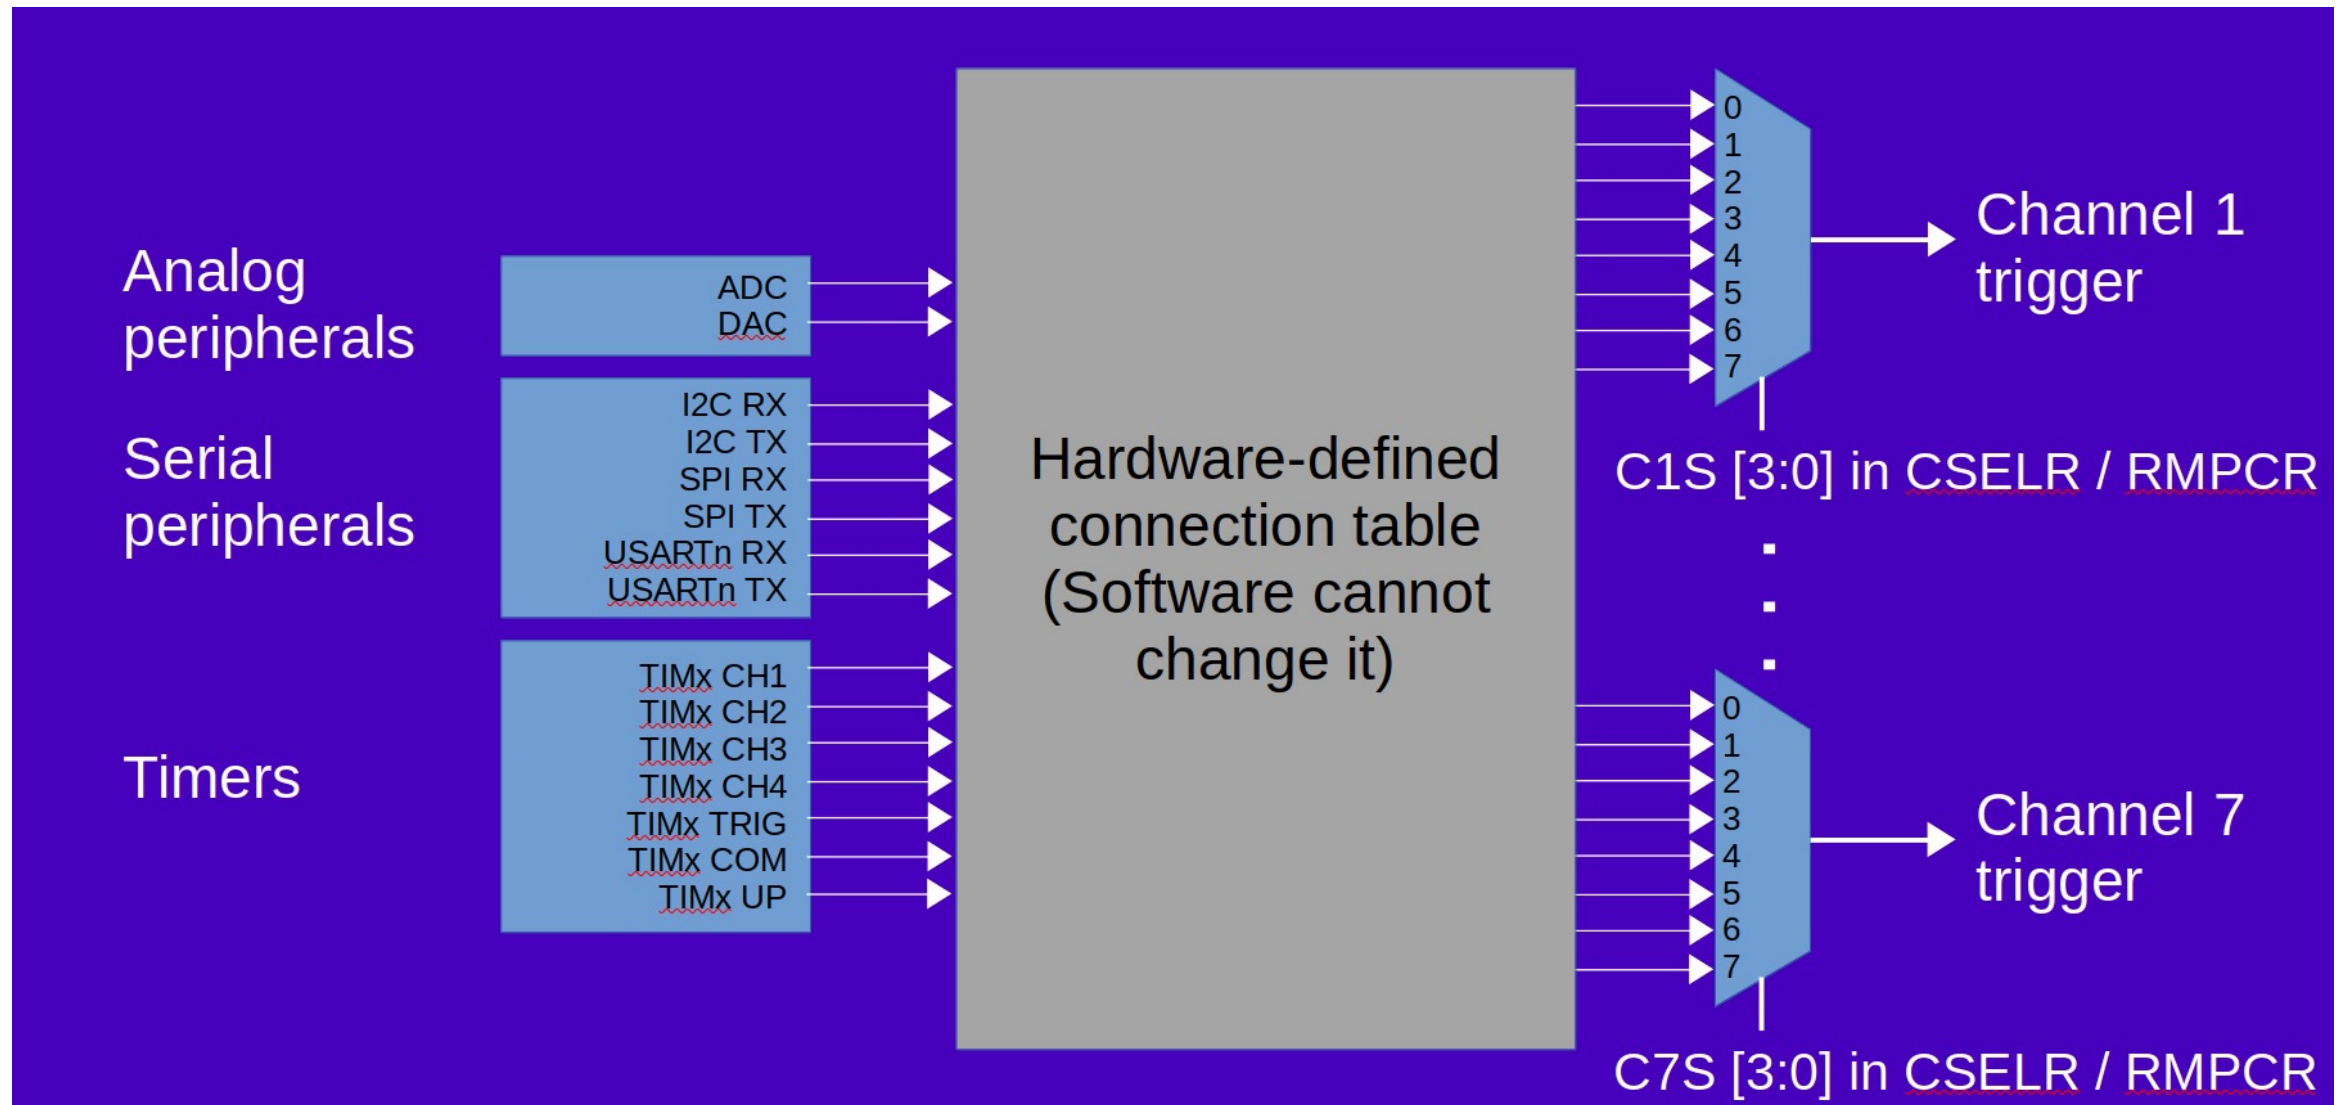 Analog
peripherals
ADC
DAC
Serial
peripherals
I2C RX
I2C TX
SPI RX
SPI TX
USARTn RX
USARTn TX
Timers
TIMx CH1
TIMx CH2
TIMx CH3
TIMx CH4
TIMx TRIG
TIMx COM
TIMx UP
Hardware-defined
connection table
(Software cannot
change it)
0
1
2
3
4
5
6
7
Channel 1
trigger
C1S [3:0] in CSELR / RMPCR
0
1
2
3
4
5
6
7
Channel 7
trigger
C7S [3:0] in CSELR / RMPCR